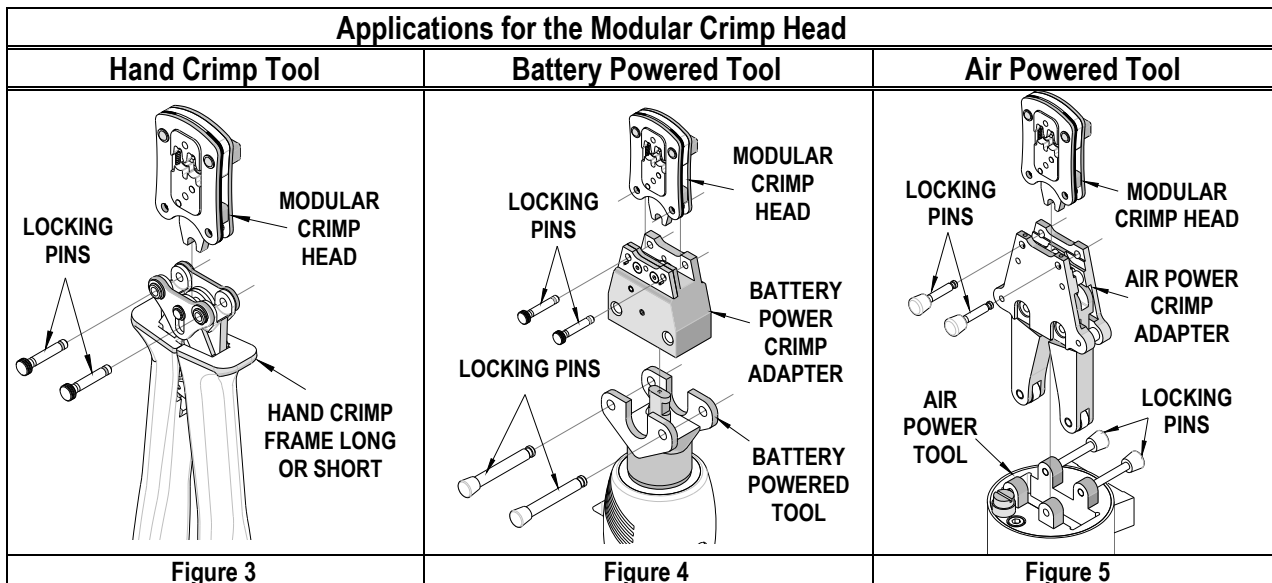 Applications for the Modular Crimp Head
Hand Crimp Tool
Battery Powered Tool
Air Powered Tool
LOCKING
PINS
MODULAR
CRIMP
HEAD
HAND CRIMP
FRAME LONG
OR SHORT
Figure 3
LOCKING
PINS
MODULAR
CRIMP
HEAD
BATTERY
POWER
CRIMP
ADAPTER
LOCKING PINS
BATTERY
POWERED
TOOL
Figure 4
LOCKING
PINS
MODULAR
CRIMP HEAD
AIR POWER
CRIMP
ADAPTER
AIR
POWER
TOOL
LOCKING
PINS
Figure 5